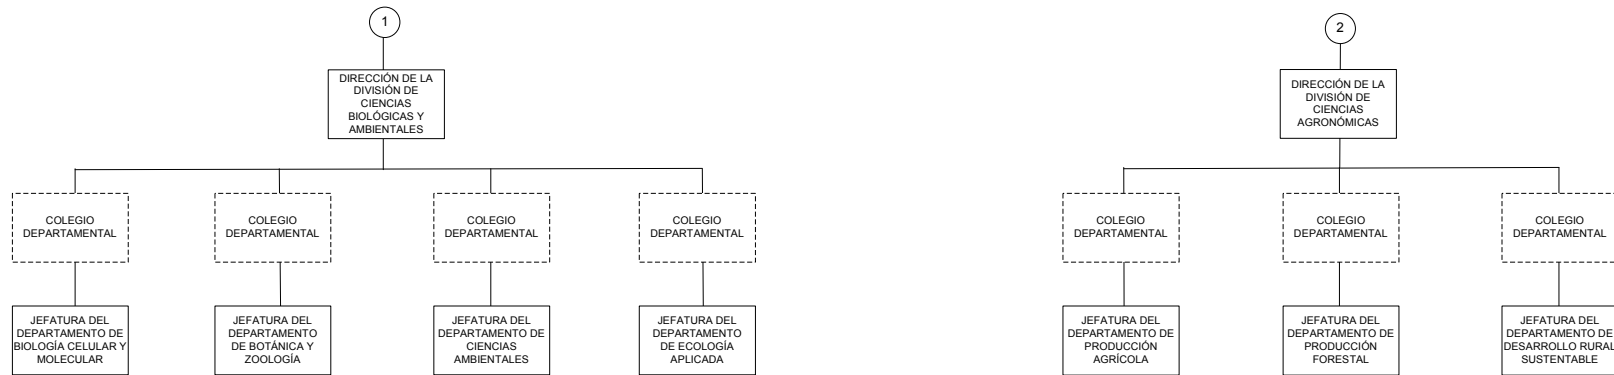 1
DIRECCIÓN DE LA
DIVISIÓN DE
CIENCIAS
BIOLÓGICAS Y
AMBIENTALES
COLEGIO
DEPARTAMENTAL
COLEGIO
DEPARTAMENTAL
COLEGIO
DEPARTAMENTAL
COLEGIO
DEPARTAMENTAL
JEFATURA DEL
DEPARTAMENTO DE
BIOLOGÍA CELULAR Y
MOLECULAR
JEFATURA DEL
DEPARTAMENTO
DE BOTÁNICA Y
ZOOLOGÍA
JEFATURA DEL
DEPARTAMENTO DE
CIENCIAS
AMBIENTALES
JEFATURA DEL
DEPARTAMENTO
DE ECOLOGÍA
APLICADA
2
DIRECCIÓN DE LA
DIVISIÓN DE
CIENCIAS
AGRONÓMICAS
COLEGIO
DEPARTAMENTAL
COLEGIO
DEPARTAMENTAL
COLEGIO
DEPARTAMENTAL
JEFATURA DEL
DEPARTAMENTO DE
PRODUCCIÓN
AGRÍCOLA
JEFATURA DEL
DEPARTAMENTO DE
PRODUCCIÓN
FORESTAL
JEFATURA DEL
DEPARTAMENTO DE
DESARROLLO RURAL
SUSTENTABLE